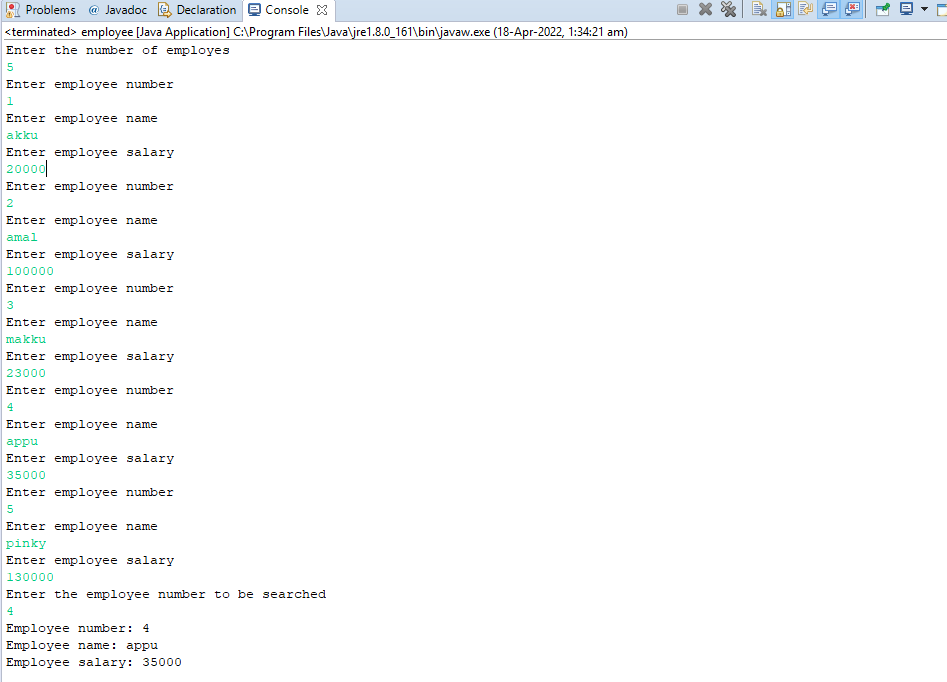 Problems @ Javadoc Declaration Console
<terminated> employee [Java Application] C:\Program Files\Java\jre1.8.0_161\bin\javaw.exe (18-Apr-2022, 1:34:21 am)
Enter the number of employes
5
Enter employee number
1
Enter employee name
akku
Enter employee salary
20000
Enter employee number
2
Enter employee name
amal
Enter employee salary
100000
Enter employee number
3
Enter employee name
makku
Enter employee salary
23000
Enter employee number
4
Enter employee name
appu
Enter employee salary
35000
Enter employee number
5
Enter employee name
pinky
Enter employee salary
130000
Enter the employee number to be searched
4
Employee number: 4
Employee name: appu
Employee salary: 35000